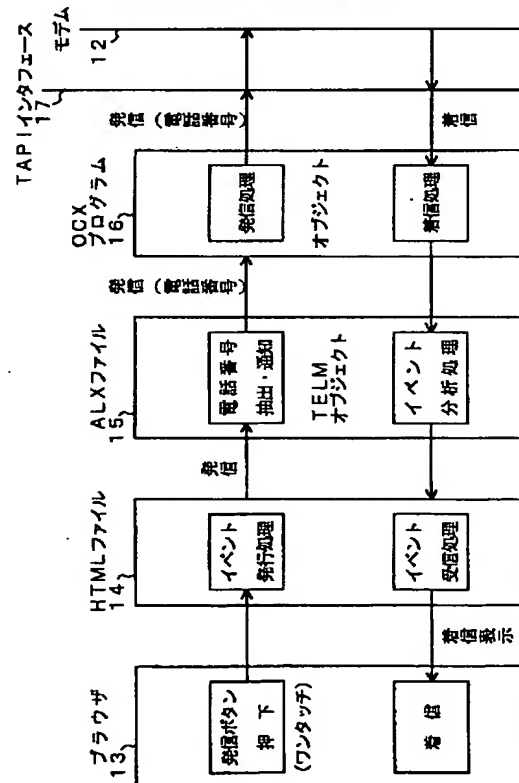 ブラウザ
13
HTMLファイル
14
ALXファイル
15
OCX
プログラム
16
TAPIインタフェース
17
モデム
12
発信ボタン
押下
(ワンタッチ)
イベント
発行処理
発信
電話番号
抽出・通知
発信(電話番号)
発信処理
発信(電話番号)
TELM
オブジェクト
オブジェクト
着信
着信表示
イベント
受信処理
イベント
分析処理
着信処理
着信